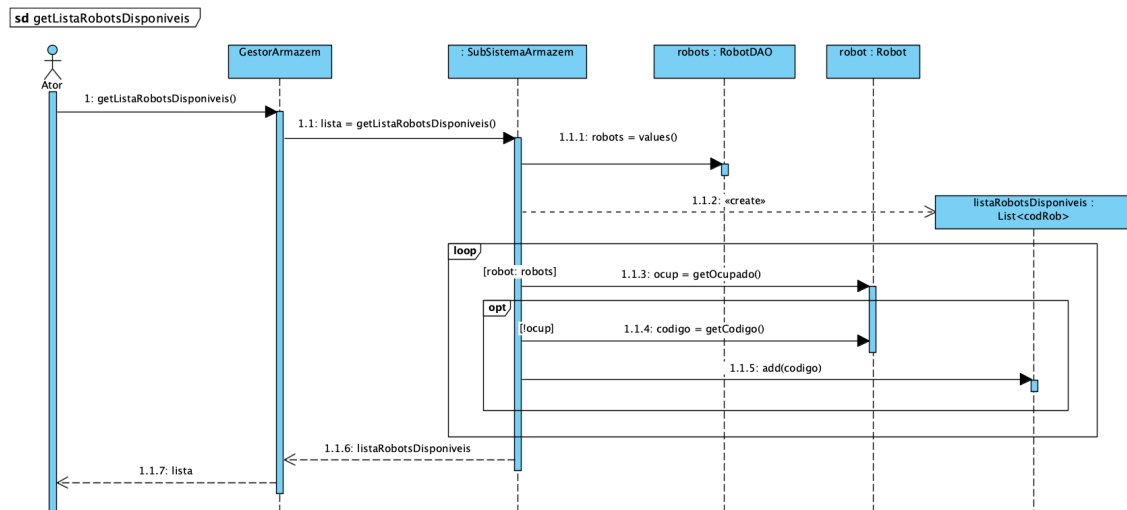 sd getListaRobotsDisponiveis
Ator
GestorArmazem
: SubSistemaArmazem
robots : RobotDAO
robot : Robot
1: getListaRobotsDisponiveis()
1.1: lista = getListaRobotsDisponiveis()
1.1.1: robots = values()
1.1.2: «create»
listaRobotsDisponiveis :
List<codRob>
loop
[robot: robots]
1.1.3: ocup = getOcupado()
opt
[!ocup]
1.1.4: codigo = getCodigo()
1.1.5: add(codigo)
1.1.6: listaRobotsDisponiveis
1.1.7: lista